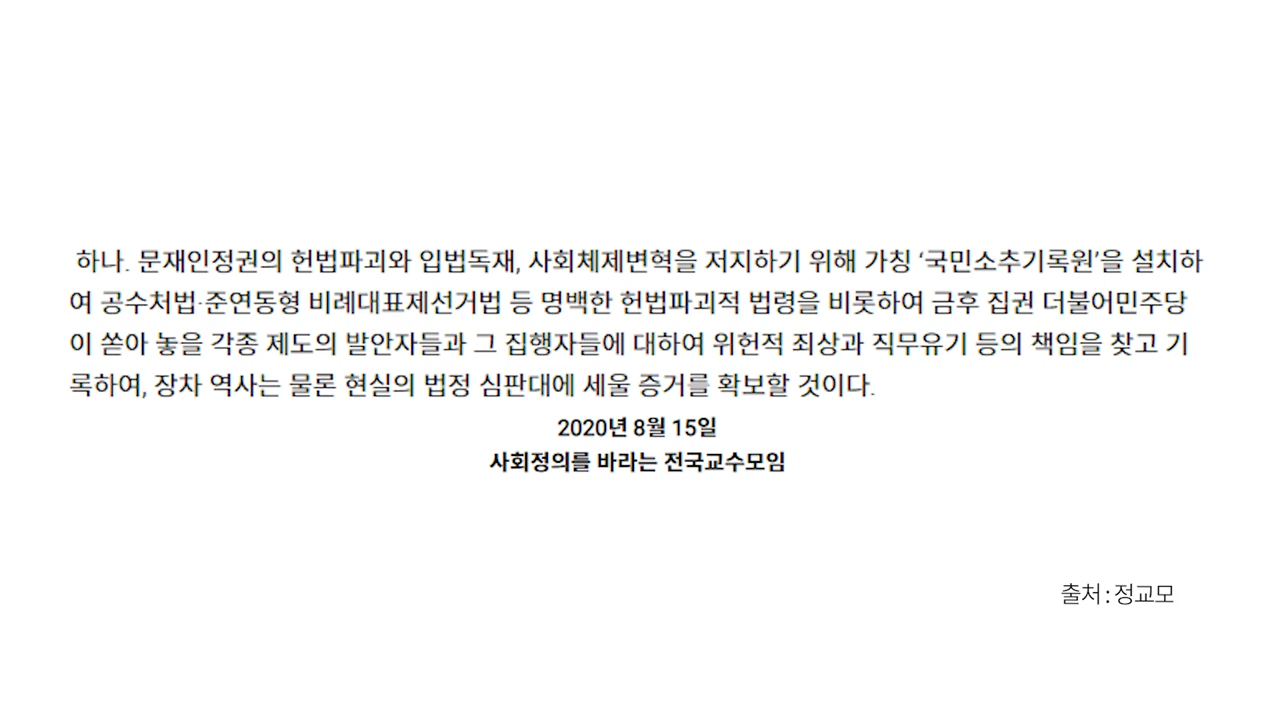 하나. 문재인정권의 헌법파괴와 입법독재, 사회체제변혁을 저지하기 위해 가칭 ‘국민소추기록원’을 설치하
여 공수처법·준연동형 비례대표제선거법 등 명백한 헌법파괴적 법령을 비롯하여 금후 집권 더불어민주당
이 쏟아 놓을 각종 제도의 발안자들과 그 집행자들에 대하여 위헌적 죄상과 직무유기 등의 책임을 찾고 기
록하여, 장차 역사는 물론 현실의 법정 심판대에 세울 증거를 확보할 것이다.
2020년 8월 15일
사회정의를 바라는 전국교수모임
출처 : 정교모